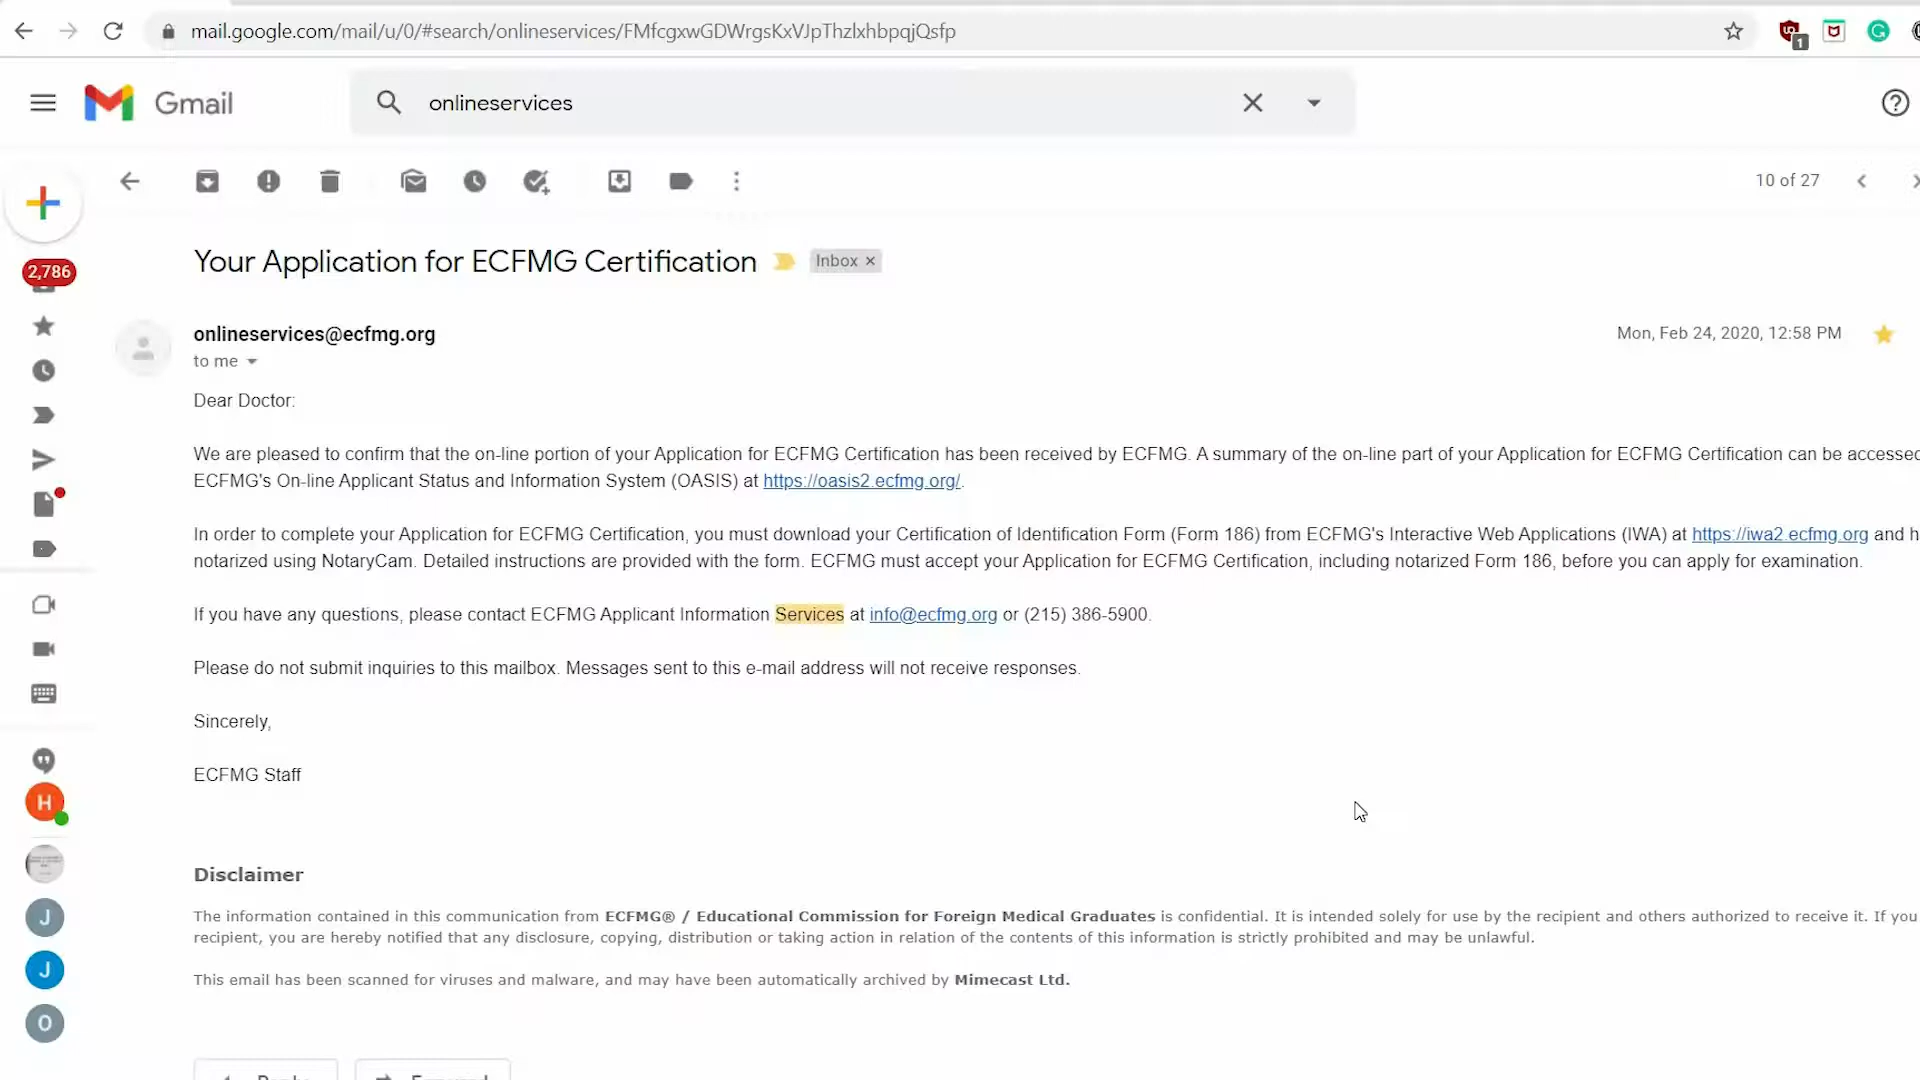 mail.google.com/mail/u/0/#search/onlineservices/FMfcgxwGDWrgsKxVJpThzlxhbpqjQsfp
1
Gmail
onlineservices
10 of 27
2,786
Your Application for ECFMG Certification
Inbox
onlineservices@ecfmg.org
Mon, Feb 24, 2020, 12:58 PM
to me
Dear Doctor:
We are pleased to confirm that the on-line portion of your Application for ECFMG Certification has been received by ECFMG. A summary of the on-line part of your Application for ECFMG Certification can be accessed
ECFMG's On-line Applicant Status and Information System (OASIS) at https://oasis2.ecfmg.org/.
In order to complete your Application for ECFMG Certification, you must download your Certification of Identification Form (Form 186) from ECFMG's Interactive Web Applications (IWA) at https://iwa2.ecfmg.org and h
notarized using NotaryCam. Detailed instructions are provided with the form. ECFMG must accept your Application for ECFMG Certification, including notarized Form 186, before you can apply for examination.
If you have any questions, please contact ECFMG Applicant Information Services at info@ecfmg.org or (215) 386-5900.
Please do not submit inquiries to this mailbox. Messages sent to this e-mail address will not receive responses.
Sincerely,
ECFMG Staff
H
J
J
O
Disclaimer
The information contained in this communication from ECFMG® / Educational Commission for Foreign Medical Graduates is confidential. It is intended solely for use by the recipient and others authorized to receive it. If you
recipient, you are hereby notified that any disclosure, copying, distribution or taking action in relation of the contents of this information is strictly prohibited and may be unlawful.
This email has been scanned for viruses and malware, and may have been automatically archived by Mimecast Ltd.
Reply
Forward